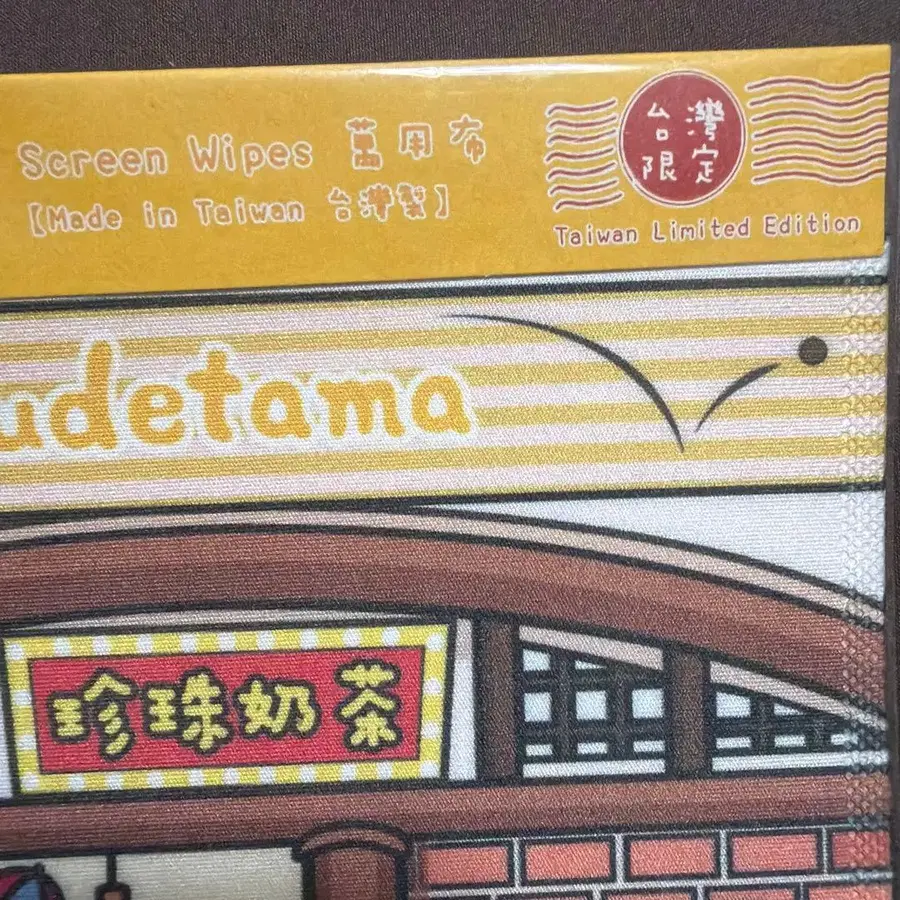 Screen Wipes 萬用布
【Made in Taiwan 台灣製】
台灣
限定
Taiwan Limited Edition
udetama
珍珠奶茶